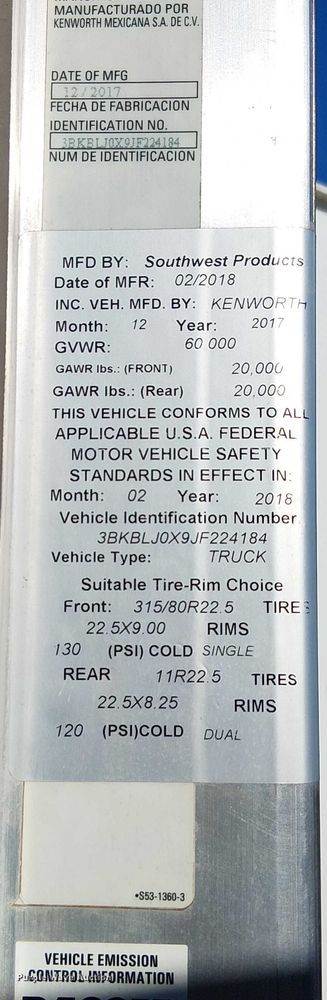 MANUFACTURADO POR
KENWORTH MEXICANA S.A. DE C.V.
DATE OF MFG
12/2017
FECHA DE FABRICACION
IDENTIFICATION NO.
3BKBLJ0X9JF224184
NUM DE IDENTIFICACION
MFD BY: Southwest Products
Date of MFR: 02/2018
INC. VEH. MFD. BY: KENWORTH
Month: 12 Year: 2017
GVWR: 60 000
GAWR lbs.: (FRONT) 20,000
GAWR lbs.: (Rear) 20,000
THIS VEHICLE CONFORMS TO ALL
APPLICABLE U.S.A. FEDERAL
MOTOR VEHICLE SAFETY
STANDARDS IN EFFECT IN:
Month: 02 Year: 2018
Vehicle Identification Number
3BKBLJ0X9JF224184
Vehicle Type: TRUCK
Suitable Tire-Rim Choice
Front: 315/80R22.5 TIRES
22.5X9.00 RIMS
130 (PSI) COLD SINGLE
REAR 11R22.5 TIRES
22.5X8.25 RIMS
120 (PSI)COLD DUAL
•S53-1360-3
VEHICLE EMISSION
CONTROL INFORMATION